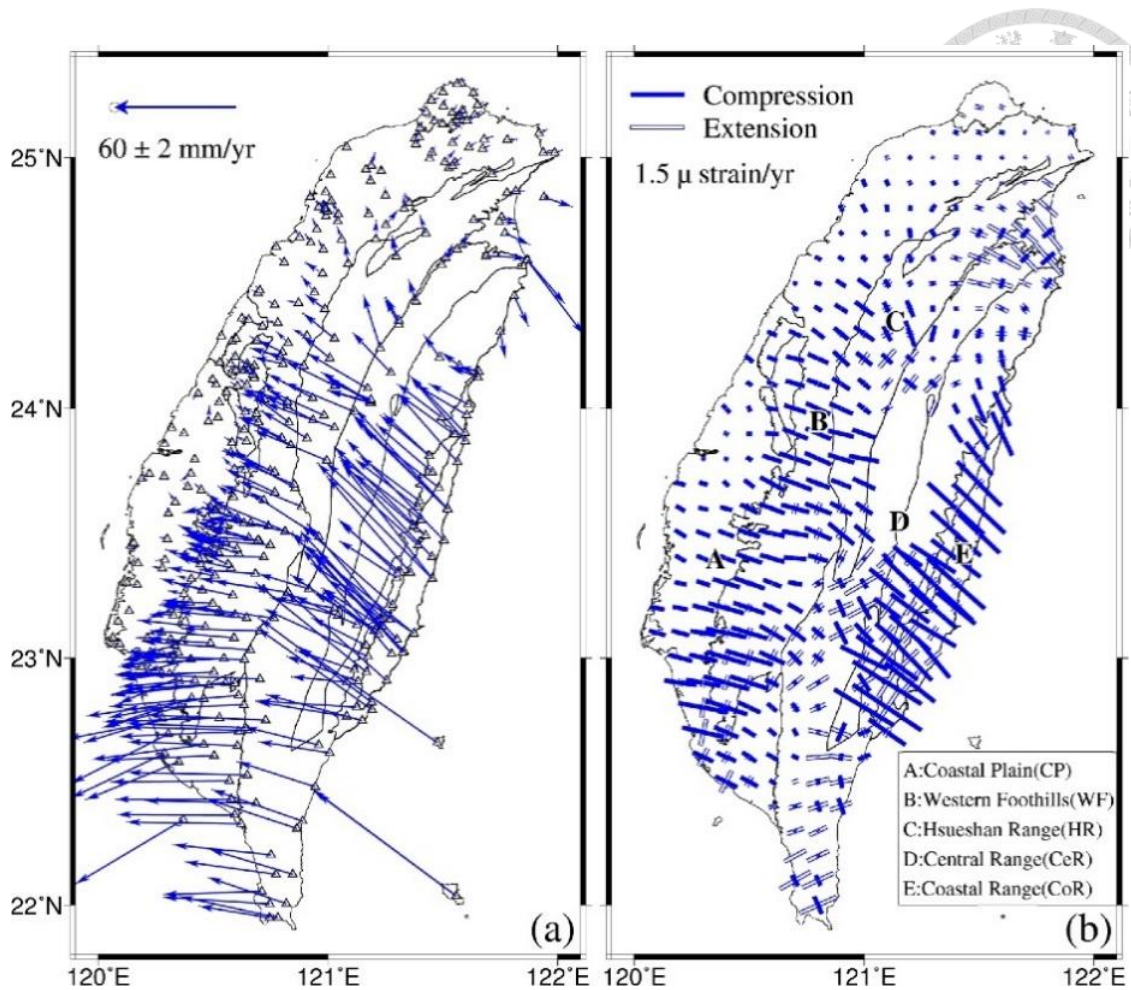 120°E
121°E
122°E
25°N
24°N
23°N
22°N
60 ± 2 mm/yr
(a)
Compression
Extension
1.5 μ strain/yr
A
B
C
D
E
A:Coastal Plain(CP)
B:Western Foothills(WF)
C:Hsueshan Range(HR)
D:Central Range(CeR)
E:Coastal Range(CoR)
(b)
120°E
121°E
122°E